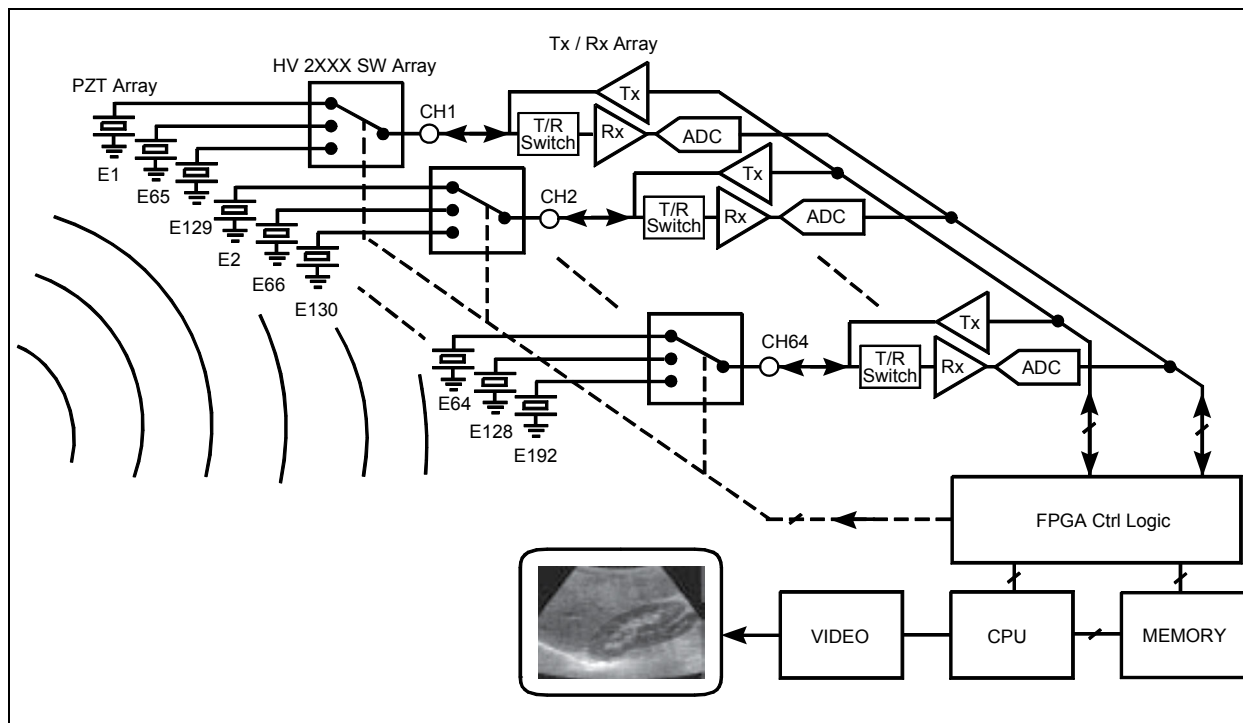 Tx / Rx Array
HV 2XXX SW Array
PZT Array
Tx
CH1
T/R
Switch
Rx
ADC
E1
E65
E129
Tx
CH2
T/R
Switch
Rx
ADC
E2
E66
E130
Tx
CH64
T/R
Switch
Rx
ADC
E64
E128
E192
FPGA Ctrl Logic
VIDEO
CPU
MEMORY